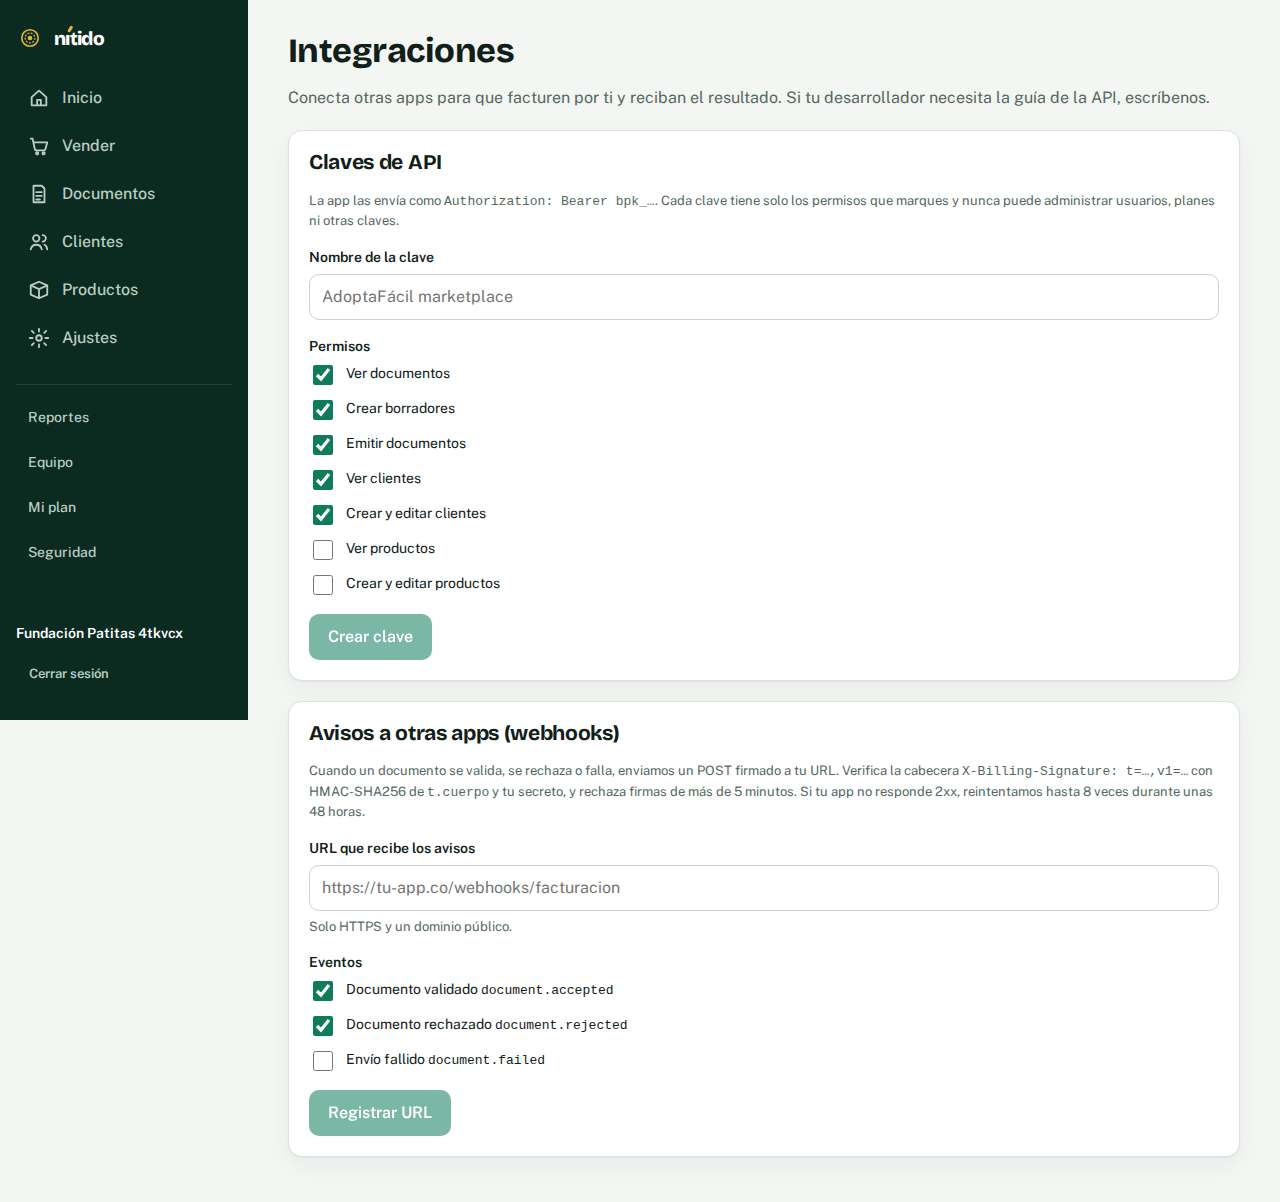 nítido
Inicio
Vender
Documentos
Clientes
Productos
Ajustes
Reportes
Equipo
Mi plan
Seguridad
Fundación Patitas 4tkvcx
Cerrar sesión
Integraciones
Conecta otras apps para que facturen por ti y reciban el resultado. Si tu desarrollador necesita la guía de la API, escríbenos.
Claves de API
La app las envía como Authorization: Bearer bpk_…. Cada clave tiene solo los permisos que marques y nunca puede administrar usuarios, planes
ni otras claves.
Nombre de la clave
AdoptaFácil marketplace
Permisos
Ver documentos
Crear borradores
Emitir documentos
Ver clientes
Crear y editar clientes
Ver productos
Crear y editar productos
Crear clave
Avisos a otras apps (webhooks)
Cuando un documento se valida, se rechaza o falla, enviamos un POST firmado a tu URL. Verifica la cabecera X-Billing-Signature: t=…,v1=… con
HMAC-SHA256 de t.cuerpo y tu secreto, y rechaza firmas de más de 5 minutos. Si tu app no responde 2xx, reintentamos hasta 8 veces durante unas
48 horas.
URL que recibe los avisos
https://tu-app.co/webhooks/facturacion
Solo HTTPS y un dominio público.
Eventos
Documento validado document.accepted
Documento rechazado document.rejected
Envío fallido document.failed
Registrar URL